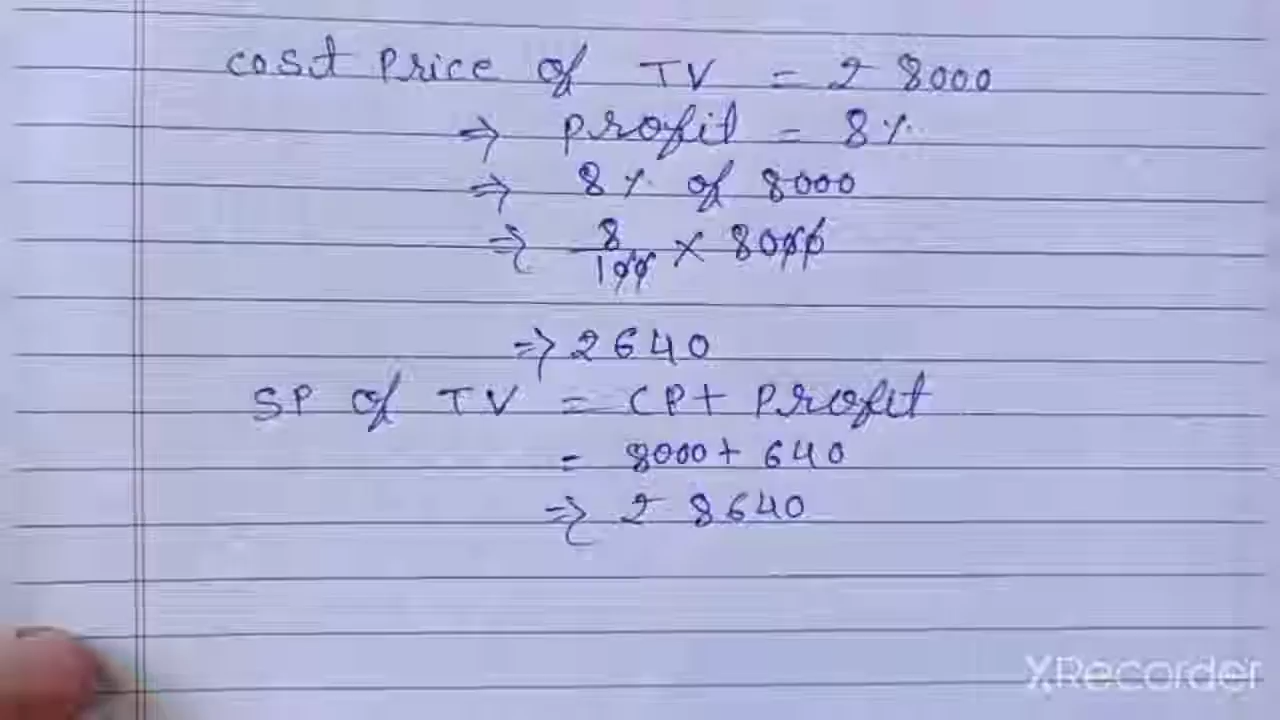 cost price of TV = ₹ 8000
⇒ profit = 8%
⇒ 8% of 8000
⇒ 8/100 × 8000
⇒ ₹ 640
SP of TV = CP + Profit
= 8000 + 640
⇒ ₹ 8640
XRecorder